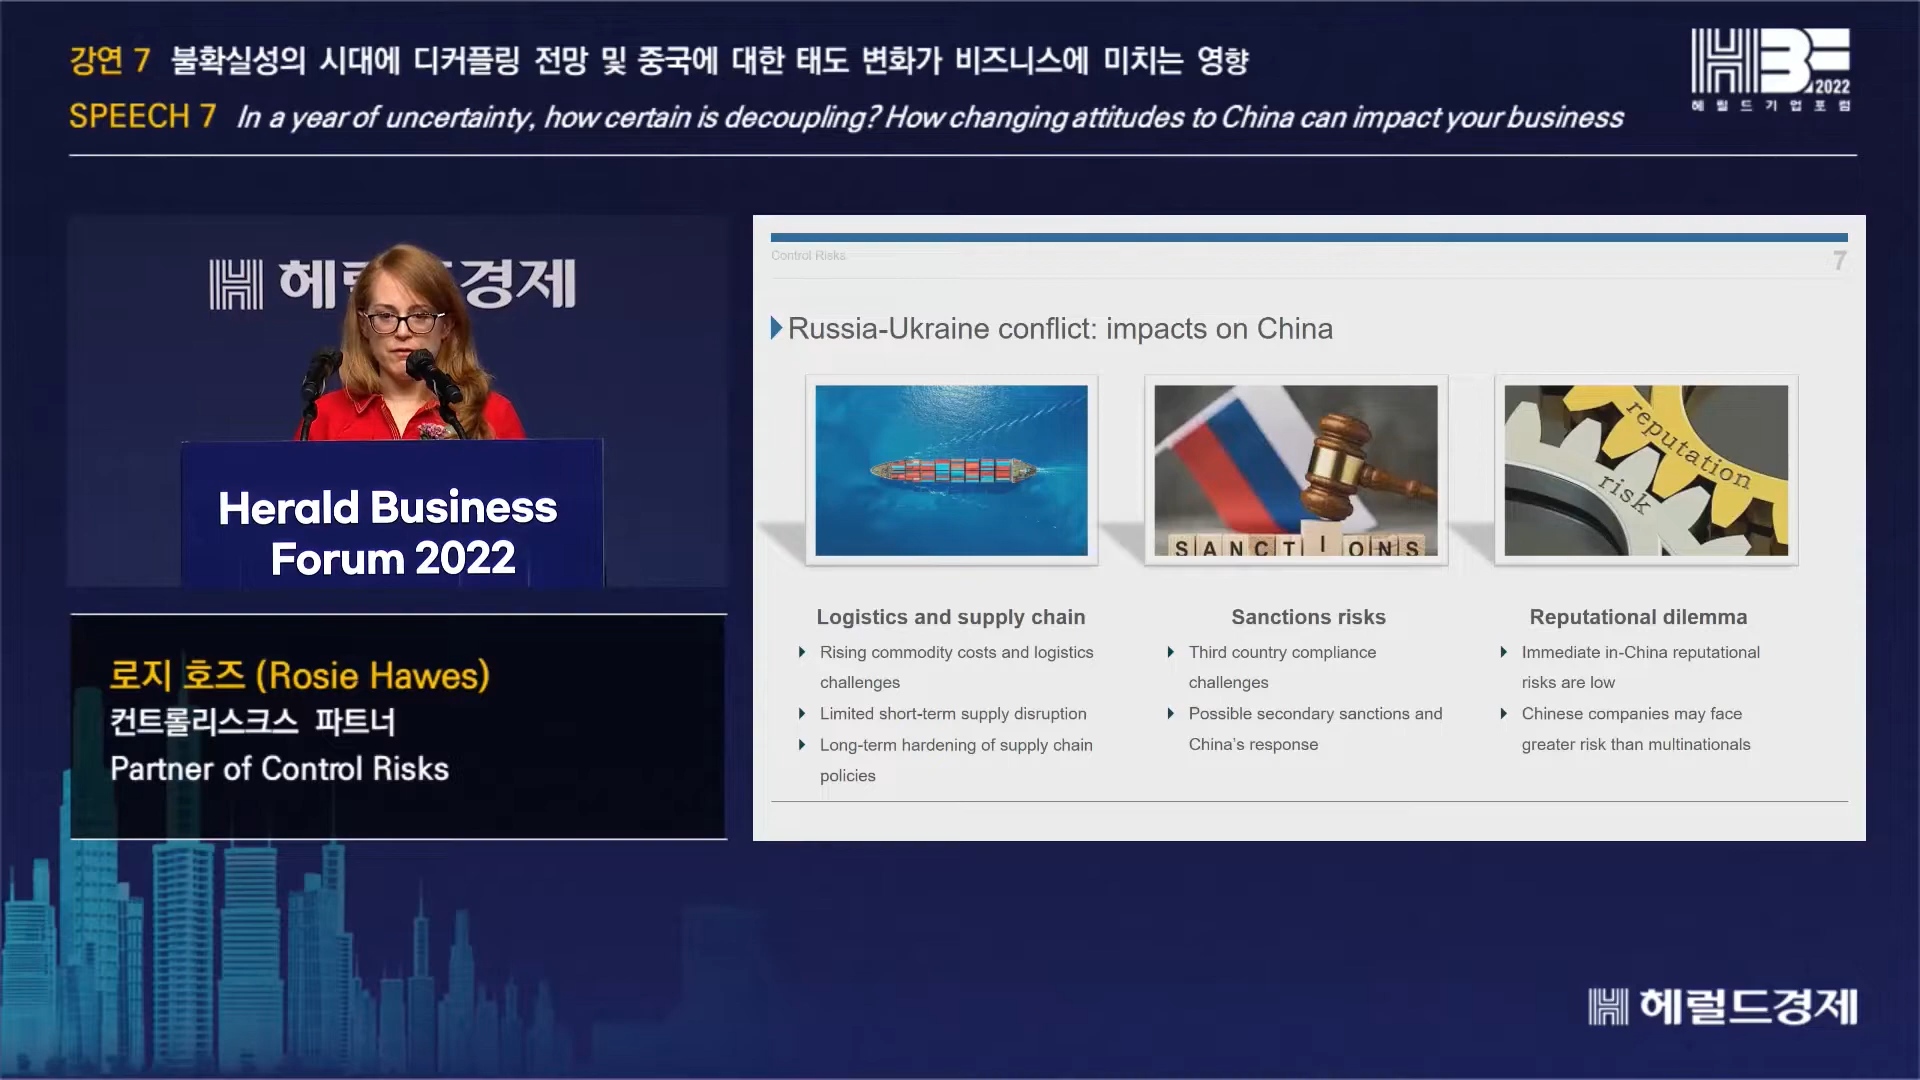 강연 7 불확실성의 시대에 디커플링 전망 및 중국에 대한 태도 변화가 비즈니스에 미치는 영향
SPEECH 7 In a year of uncertainty, how certain is decoupling? How changing attitudes to China can impact your business
HBF 2022
헤럴드기업포럼
헤 경제
Herald Business
Forum 2022
로지 호즈 (Rosie Hawes)
컨트롤리스크스 파트너
Partner of Control Risks
Control Risks
7
Russia-Ukraine conflict: impacts on China
SANCTIONS
reputation
risk
Logistics and supply chain
Rising commodity costs and logistics
challenges
Limited short-term supply disruption
Long-term hardening of supply chain
policies
Sanctions risks
Third country compliance
challenges
Possible secondary sanctions and
China's response
Reputational dilemma
Immediate in-China reputational
risks are low
Chinese companies may face
greater risk than multinationals
헤럴드경제